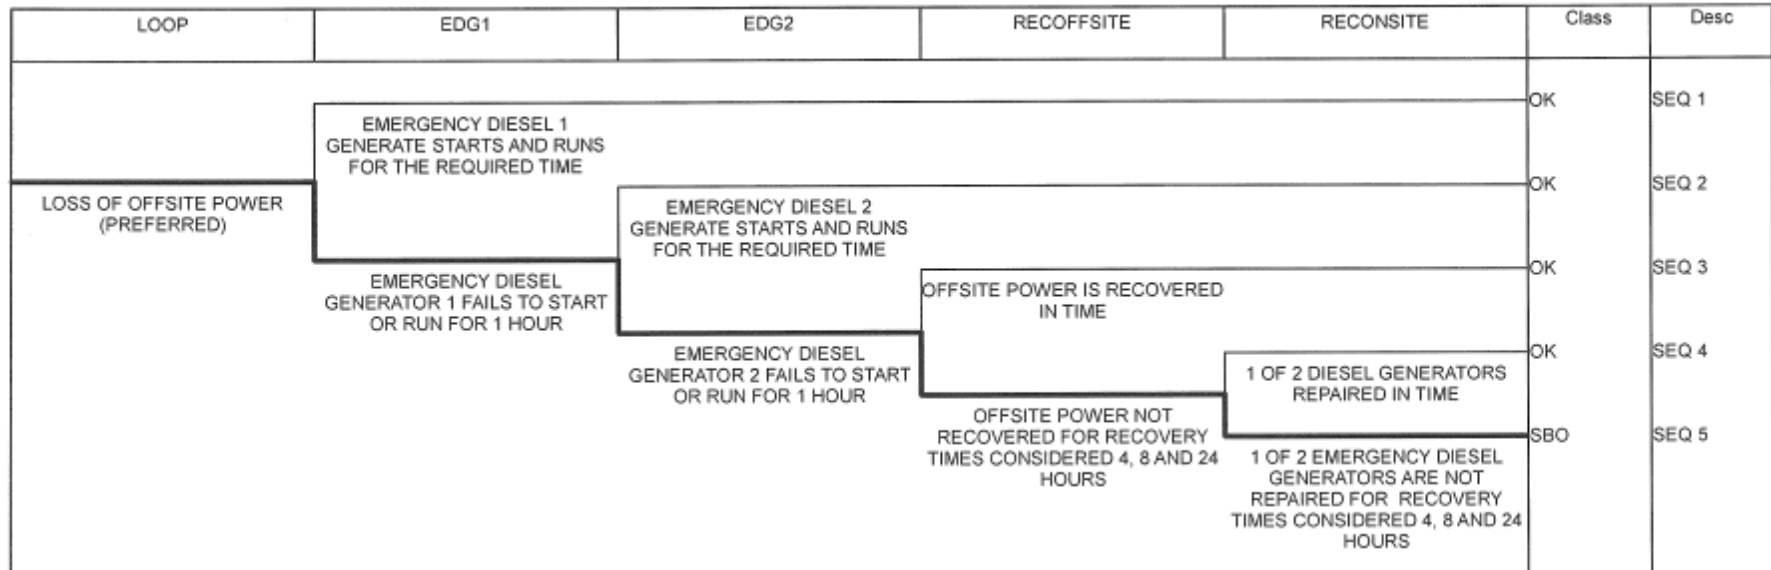 LOOP
EDG1
EDG2
RECOFFSITE
RECONSITE
Class
Desc
OK
SEQ 1
EMERGENCY DIESEL 1
GENERATE STARTS AND RUNS
FOR THE REQUIRED TIME
OK
SEQ 2
LOSS OF OFFSITE POWER
(PREFERRED)
EMERGENCY DIESEL 2
GENERATE STARTS AND RUNS
FOR THE REQUIRED TIME
OK
SEQ 3
EMERGENCY DIESEL
GENERATOR 1 FAILS TO START
OR RUN FOR 1 HOUR
OFFSITE POWER IS RECOVERED
IN TIME
OK
SEQ 4
EMERGENCY DIESEL
GENERATOR 2 FAILS TO START
OR RUN FOR 1 HOUR
1 OF 2 DIESEL GENERATORS
REPAIRED IN TIME
OFFSITE POWER NOT
RECOVERED FOR RECOVERY
TIMES CONSIDERED 4, 8 AND 24
HOURS
SBO
SEQ 5
1 OF 2 EMERGENCY DIESEL
GENERATORS ARE NOT
REPAIRED FOR RECOVERY
TIMES CONSIDERED 4, 8 AND 24
HOURS